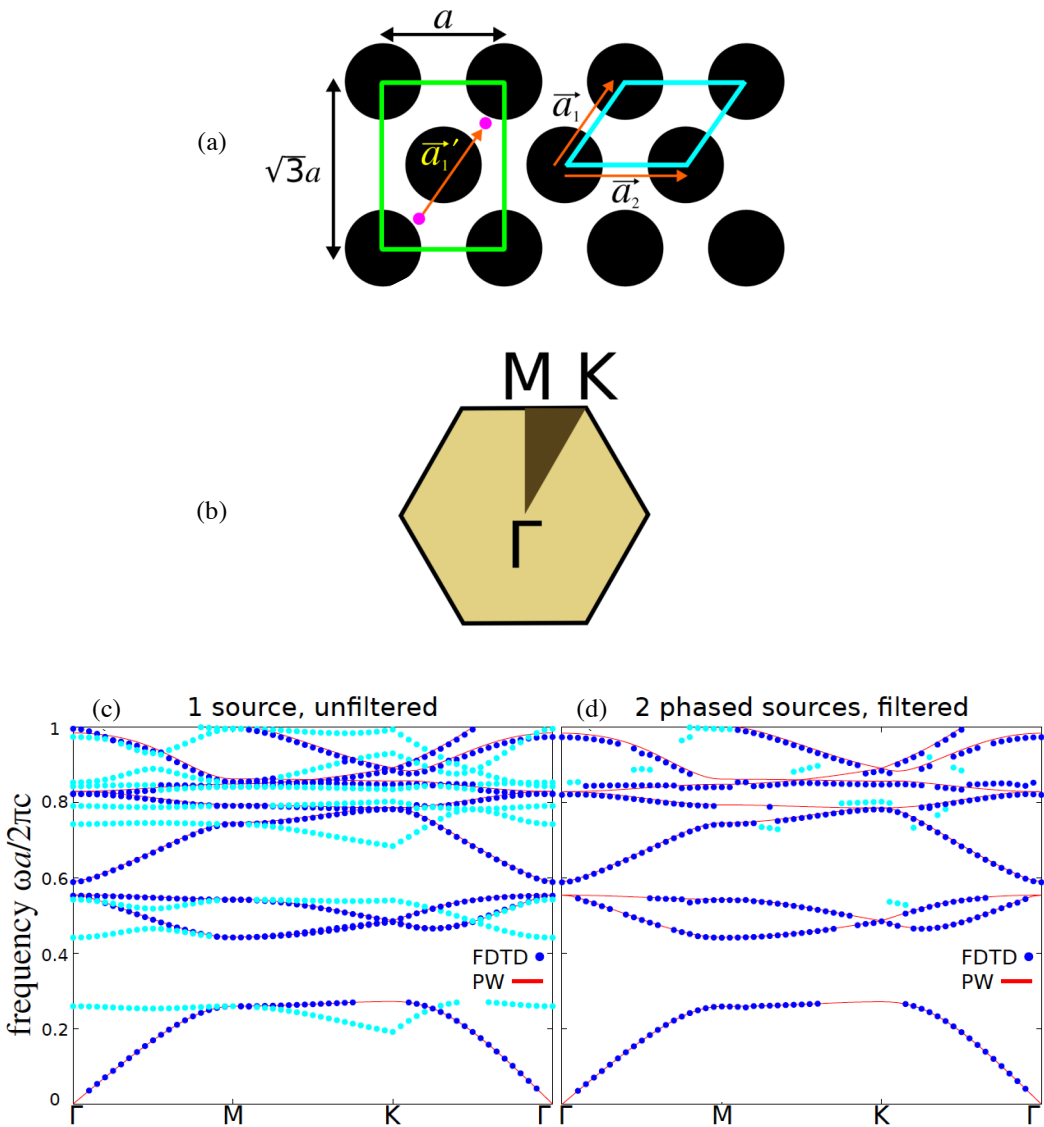 a
(a)
√3a
a₁′
a₁
a₂
M K
(b)
Γ
(c) 1 source, unfiltered
(d) 2 phased sources, filtered
frequency ωa/2πc
1
0.8
0.6
0.4
0.2
0
FDTD
PW
FDTD
PW
Γ M K Γ
Γ M K Γ